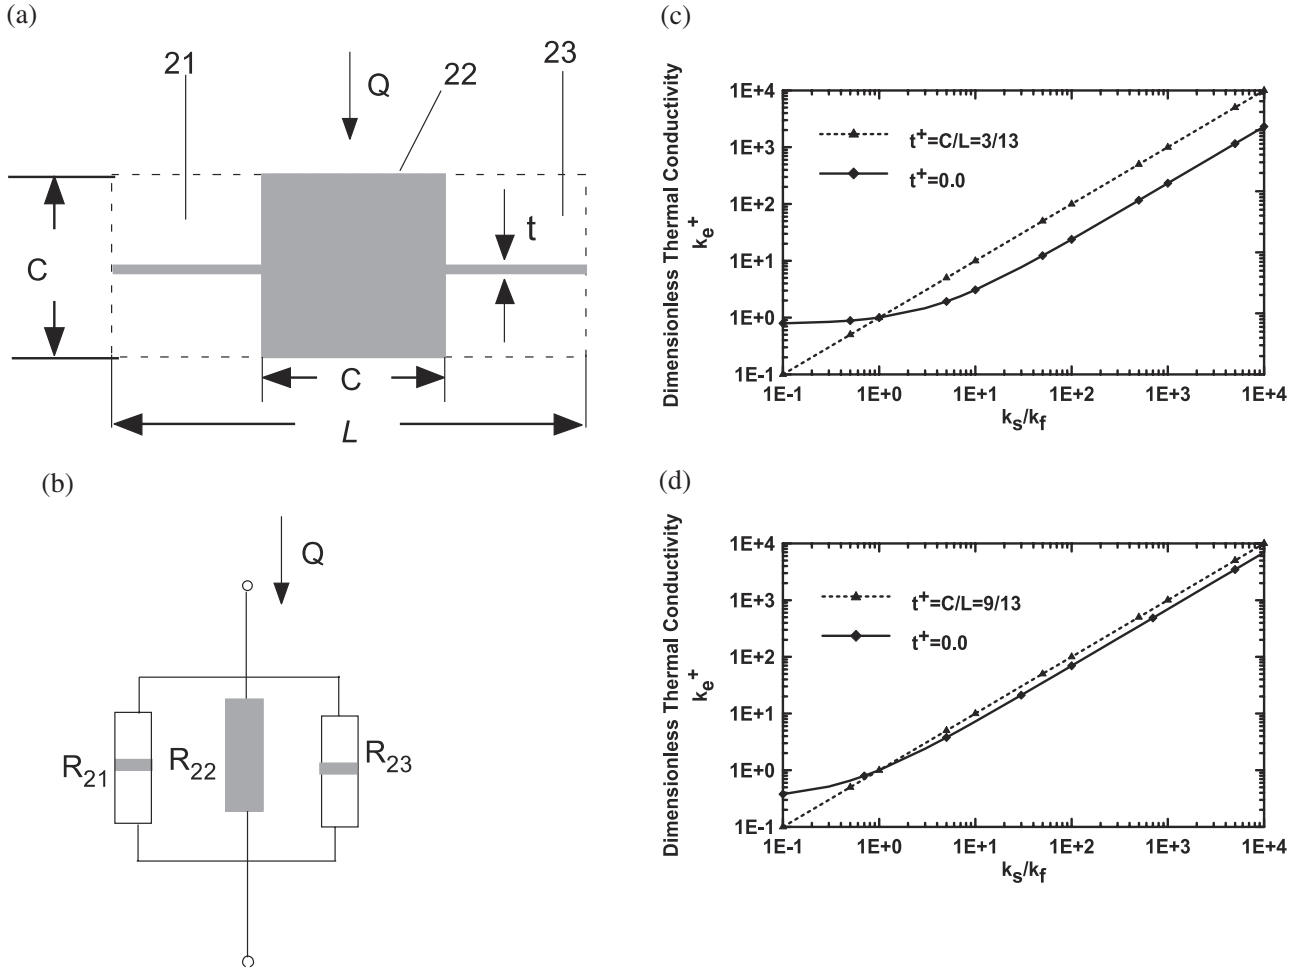 (a)
21
Q
22
23
C
t
C
L
(b)
Q
R21
R22
R23
(c)
Dimensionless Thermal Conductivity
ke+
1E+4
1E+3
1E+2
1E+1
1E+0
1E-1
t+=C/L=3/13
t+=0.0
1E-1 1E+0 1E+1 1E+2 1E+3 1E+4
ks/kf
(d)
Dimensionless Thermal Conductivity
ke+
1E+4
1E+3
1E+2
1E+1
1E+0
1E-1
t+=C/L=9/13
t+=0.0
1E-1 1E+0 1E+1 1E+2 1E+3 1E+4
ks/kf